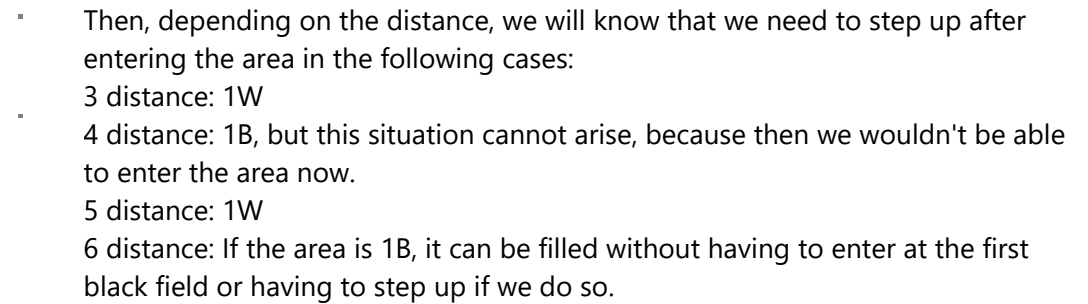 Then, depending on the distance, we will know that we need to step up after
entering the area in the following cases:
3 distance: 1W
4 distance: 1B, but this situation cannot arise, because then we wouldn't be able
to enter the area now.
5 distance: 1W
6 distance: If the area is 1B, it can be filled without having to enter at the first
black field or having to step up if we do so.